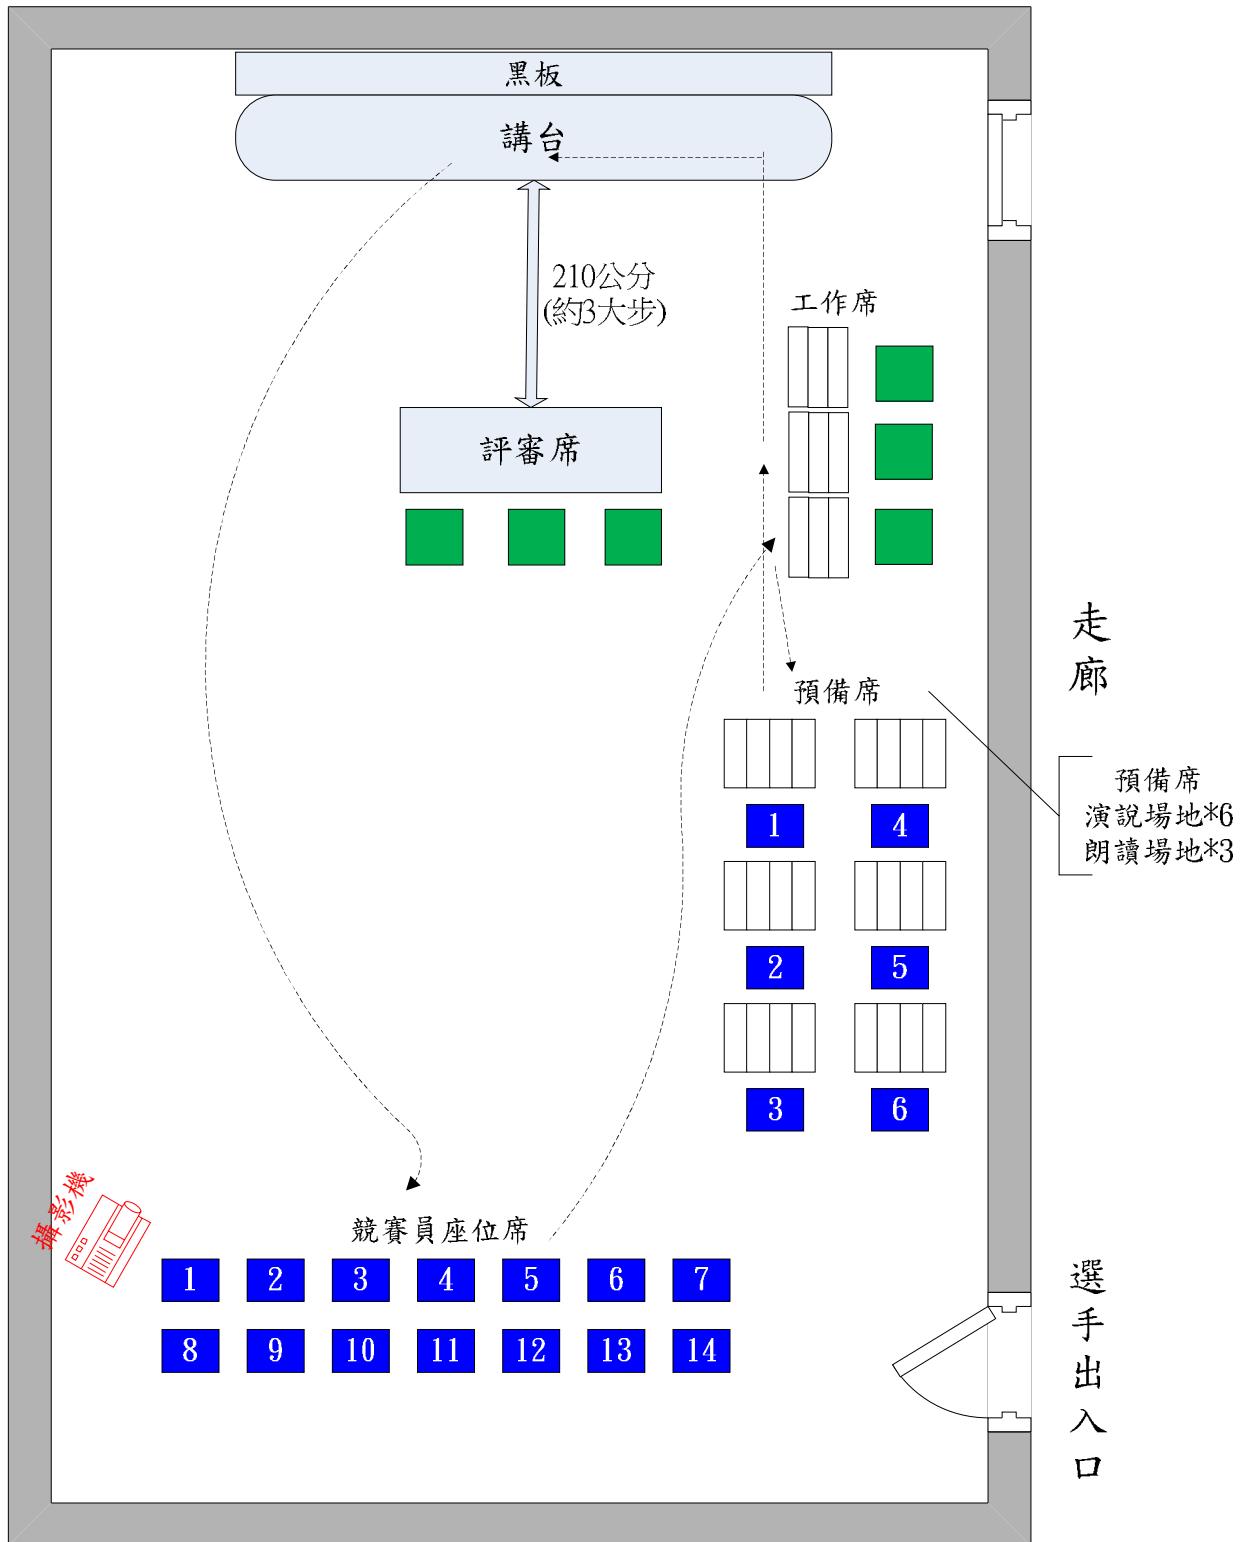 黑板
講台
210公分
(約3大步)
工作席
評審席
走
廊
預備席
預備席
演說場地*6
朗讀場地*3
1
4
2
5
3
6
攝影機
競賽員座位席
1
2
3
4
5
6
7
8
9
10
11
12
13
14
選
手
出
入
口